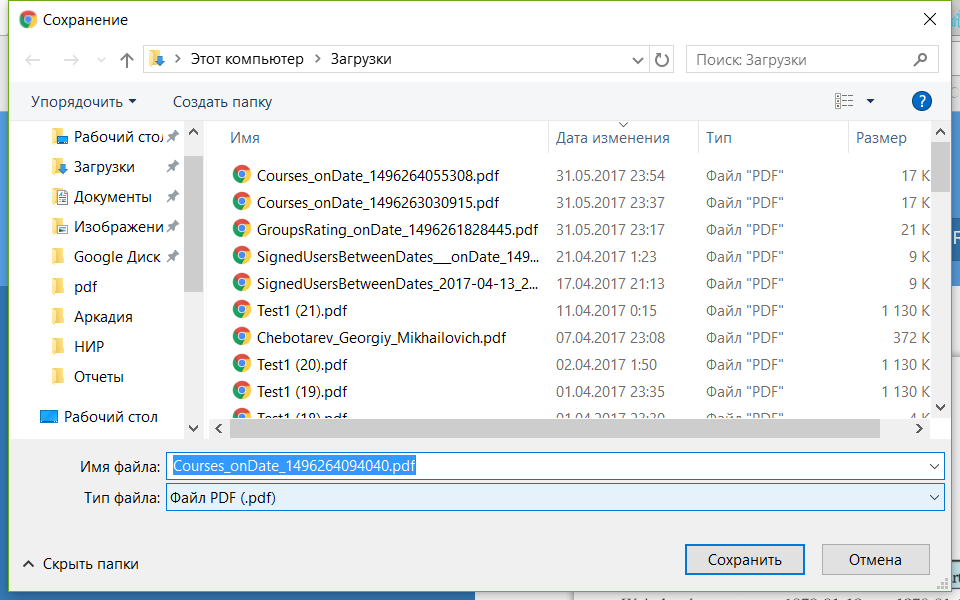 Сохранение
Этот компьютер > Загрузки
Поиск: Загрузки
Упорядочить
Создать папку
?
Рабочий стол
Загрузки
Документы
Изображени
Google Диск
pdf
Аркадия
НИР
Отчеты
Рабочий стол
Имя Дата изменения Тип Размер
Courses_onDate_1496264055308.pdf 31.05.2017 23:54 Файл "PDF" 17 K
Courses_onDate_1496263030915.pdf 31.05.2017 23:37 Файл "PDF" 17 K
GroupsRating_onDate_1496261828445.pdf 31.05.2017 23:17 Файл "PDF" 21 K
SignedUsersBetweenDates___onDate_149... 21.04.2017 1:23 Файл "PDF" 9 K
SignedUsersBetweenDates_2017-04-13_2... 17.04.2017 21:13 Файл "PDF" 9 K
Test1 (21).pdf 11.04.2017 0:15 Файл "PDF" 1 130 K
Chebotarev_Georgiy_Mikhailovich.pdf 07.04.2017 23:08 Файл "PDF" 372 K
Test1 (20).pdf 02.04.2017 1:50 Файл "PDF" 1 130 K
Test1 (19).pdf 01.04.2017 23:35 Файл "PDF" 1 130 K
Test1 (18).pdf 01.04.2017 Файл "PDF"
Имя файла: Courses_onDate_1496264094040.pdf
Тип файла: Файл PDF (.pdf)
Скрыть папки
Сохранить
Отмена